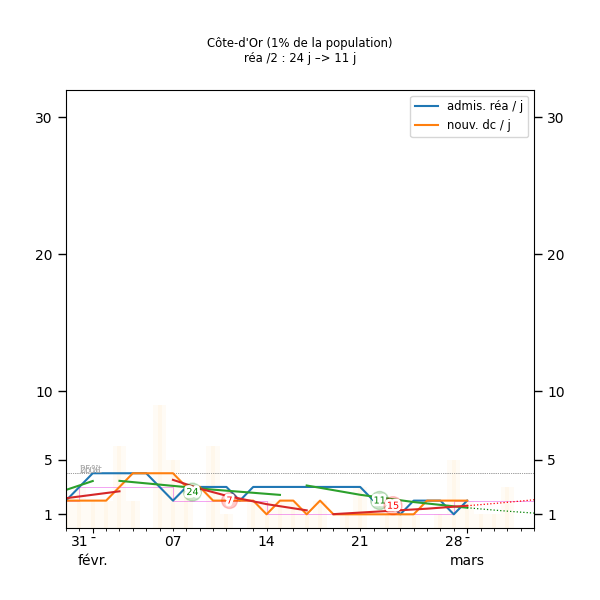 Côte-d'Or (1% de la population)
réa /2 : 24 j –> 11 j
admis. réa / j
nouv. dc / j
30 30
20 20
10 10
5 5
1 1
24
7
11
15
31 07 14 21 28
févr. mars